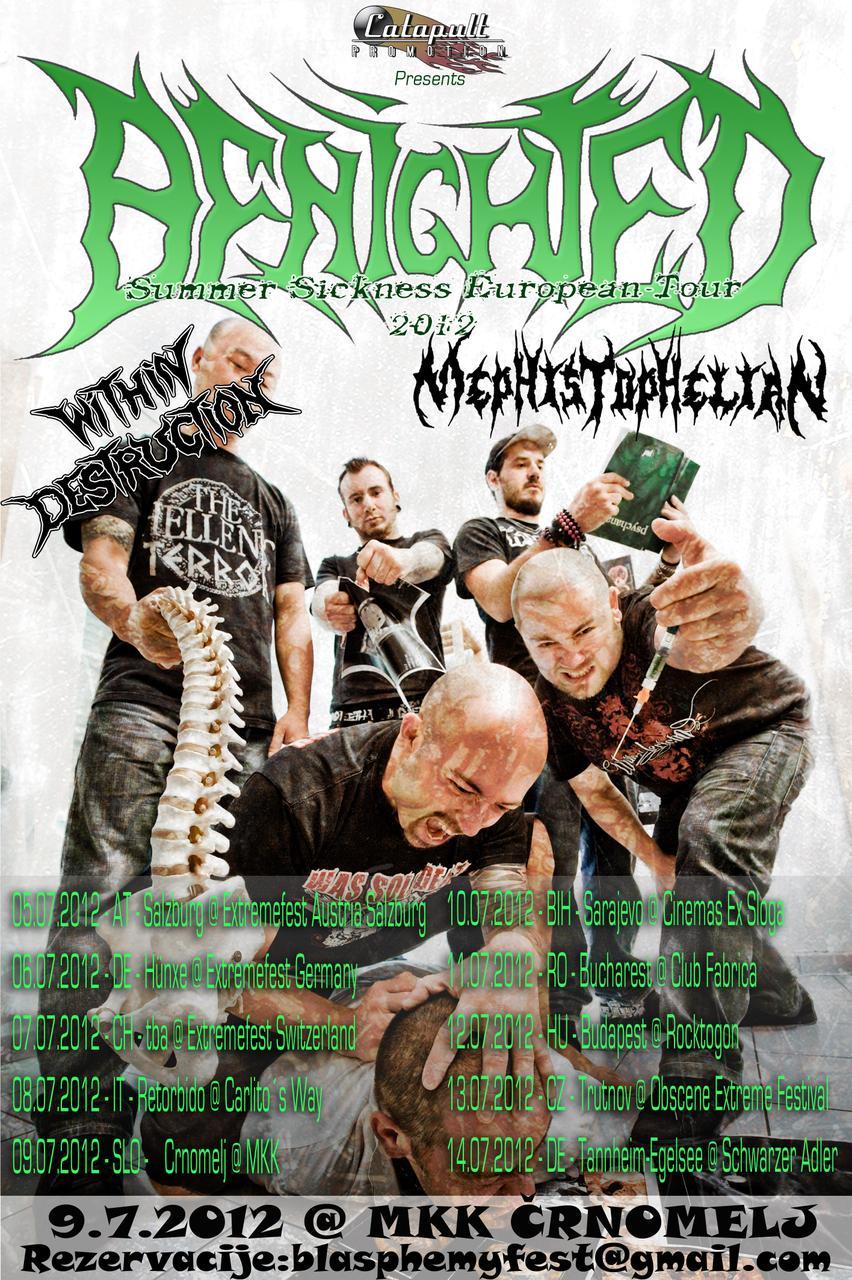 Catapult
PROMOTION
Presents
BENIGHTED
Summer Sickness European Tour
2012
WITHIN
DESTRUCTION
MEPHISTOPHELIAN
THE
TERROR
psychana
WAS SO
05.07.2012 - AT - Salzburg @ Extremefest Austria Salzburg
06.07.2012 - DE - Hünxe @ Extremefest Germany
07.07.2012 - CH - tba @ Extremefest Switzerland
08.07.2012 - IT - Retorbido @ Carlito´s Way
09.07.2012 - SLO - Crnomelj @ MKK
10.07.2012 - BIH - Sarajevo @ Cinemas Ex Sloga
11.07.2012 - RO - Bucharest @ Club Fabrica
12.07.2012 - HU - Budapest @ Rocktogon
13.07.2012 - CZ - Trutnov @ Obscene Extreme Festival
14.07.2012 - DE - Tannheim-Egelsee @ Schwarzer Adler
9.7.2012 @ MKK ČRNOMELJ
Rezervacije:blasphemyfest@gmail.com